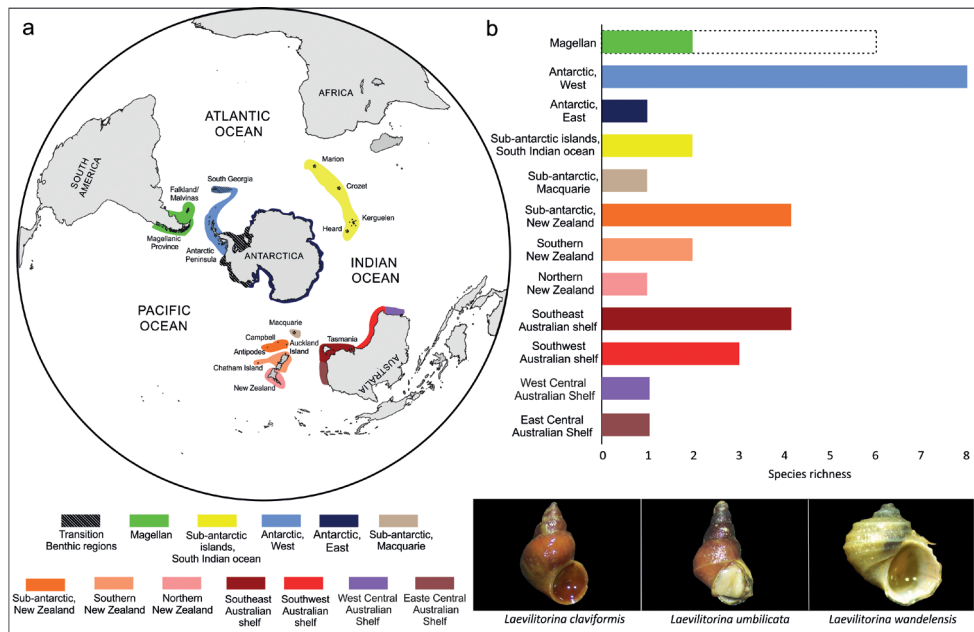 a
AFRICA
ATLANTIC
OCEAN
SOUTH
AMERICA
Marion
South Georgia
Crozet
Falkland/
Malvinas
Kerguelen
Heard
Magellanic
Province
Antarctic
Peninsula
ANTARCTICA
INDIAN
OCEAN
PACIFIC
OCEAN
Macquarie
Campbell
Auckland
Island
Antipodes
Chatham Island
New Zealand
Tasmania
AUSTRALIA
Transition
Benthic regions
Magellan
Sub-antarctic
islands,
South Indian ocean
Antarctic,
West
Antarctic,
East
Sub-antarctic,
Macquarie
Sub-antarctic,
New Zealand
Southern
New Zealand
Northern
New Zealand
Southeast
Australian
shelf
Southwest
Australian
shelf
West Central
Australian
Shelf
Easte Central
Australian
Shelf
b
Magellan
Antarctic,
West
Antarctic,
East
Sub-antarctic islands,
South Indian ocean
Sub-antarctic,
Macquarie
Sub-antarctic,
New Zealand
Southern
New Zealand
Northern
New Zealand
Southeast
Australian shelf
Southwest
Australian shelf
West Central
Australian Shelf
East Central
Australian Shelf
0 1 2 3 4 5 6 7 8
Species richness
Laevilitorina claviformis
Laevilitorina umbilicata
Laevilitorina wandelensis